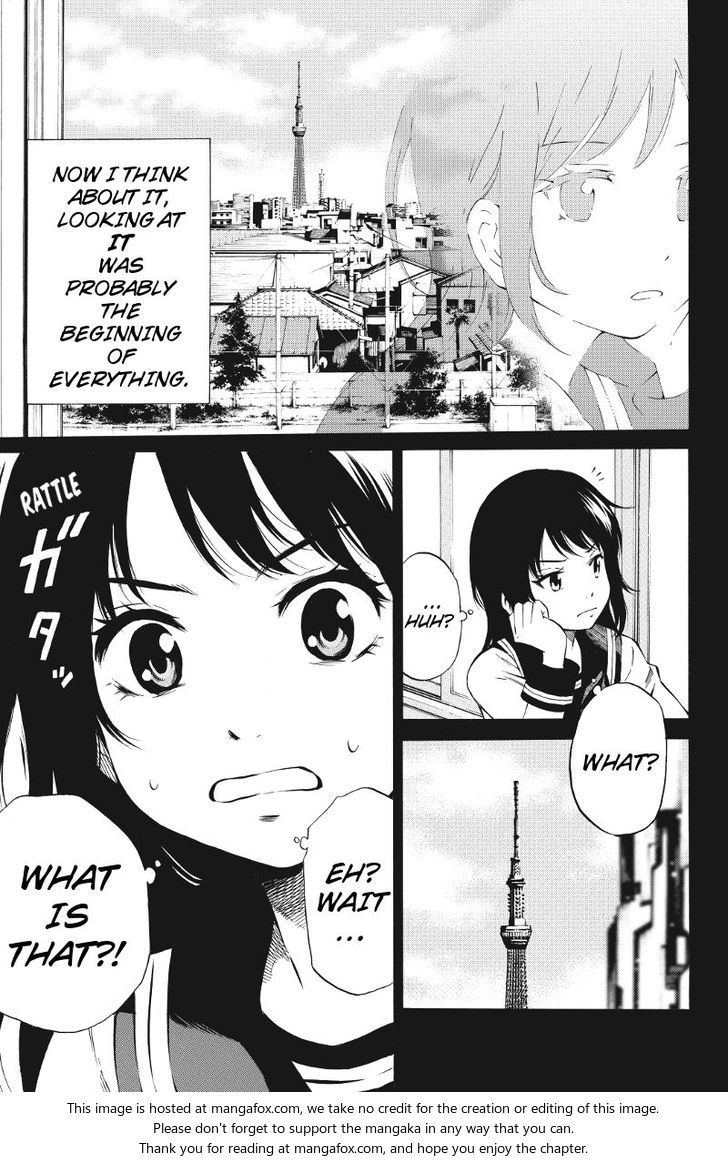 NOW I THINK
ABOUT IT,
LOOKING AT
IT
WAS
PROBABLY
THE
BEGINNING
OF
EVERYTHING.
...
HUH?
WHAT?
RATTLE
ガタッ
EH?
WAIT
...
WHAT
IS
THAT?!
This image is hosted at mangafox.com, we take no credit for the creation or editing of this image.
Please don't forget to support the mangaka in any way that you can.
Thank you for reading at mangafox.com, and hope you enjoy the chapter.